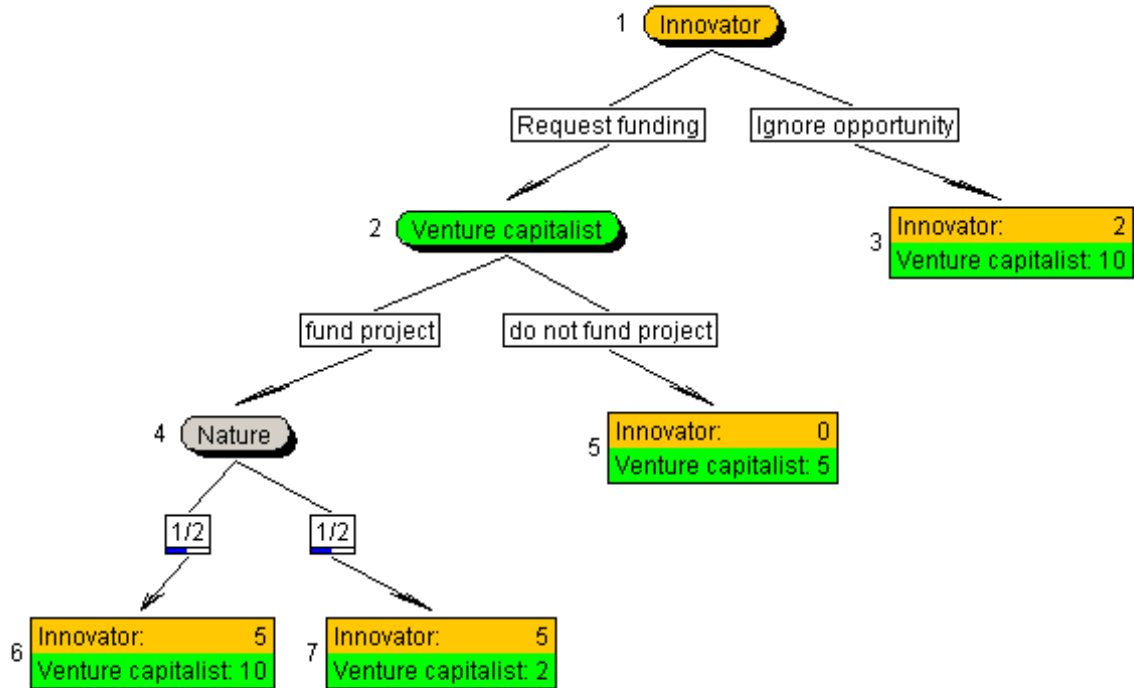 1 Innovator
Request funding Ignore opportunity
2 Venture capitalist
3 Innovator: 2
Venture capitalist: 10
fund project do not fund project
4 Nature
5 Innovator: 0
Venture capitalist: 5
1/2 1/2
6 Innovator: 5
Venture capitalist: 10
7 Innovator: 5
Venture capitalist: 2